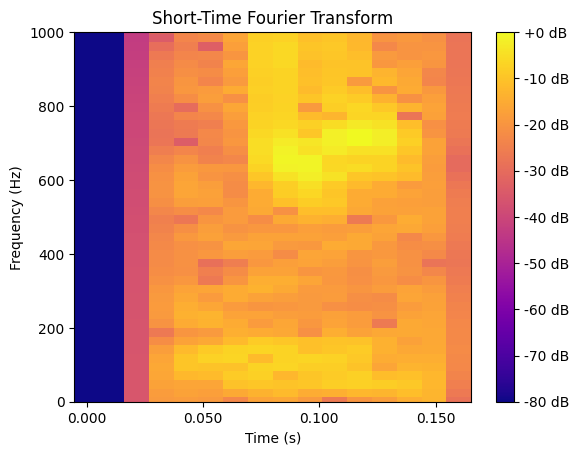 Short-Time Fourier Transform
1000
800
600
400
200
0
Frequency (Hz)
0.000
0.050
0.100
0.150
Time (s)
+0 dB
-10 dB
-20 dB
-30 dB
-40 dB
-50 dB
-60 dB
-70 dB
-80 dB